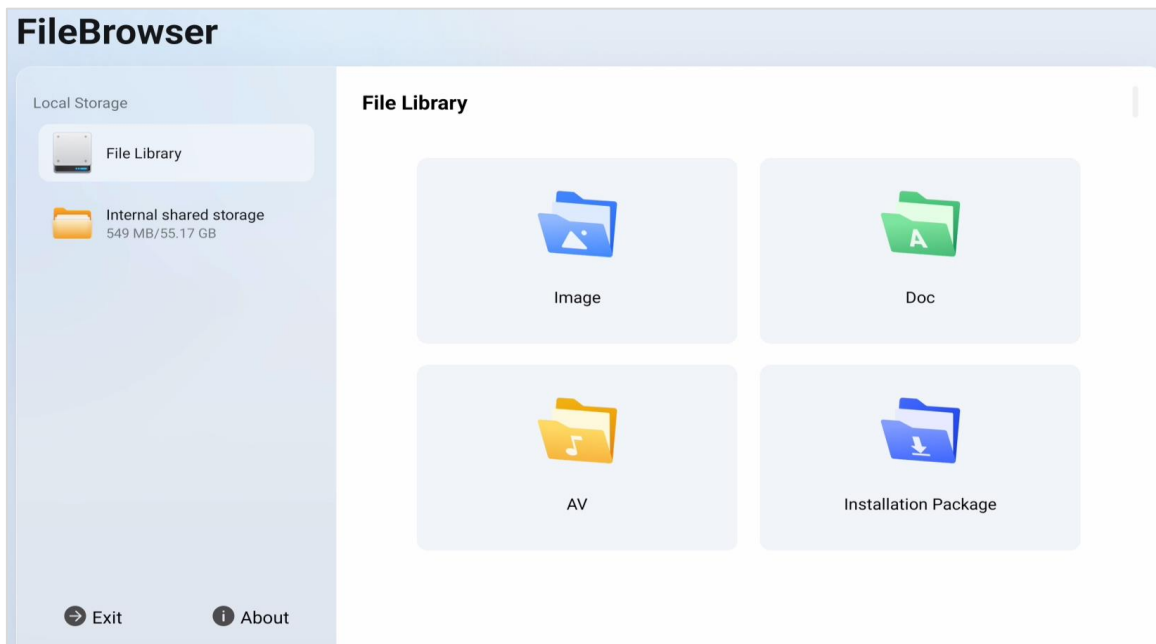 FileBrowser
Local Storage
File Library
Internal shared storage
549 MB/55.17 GB
Exit
About
File Library
Image
Doc
AV
Installation Package